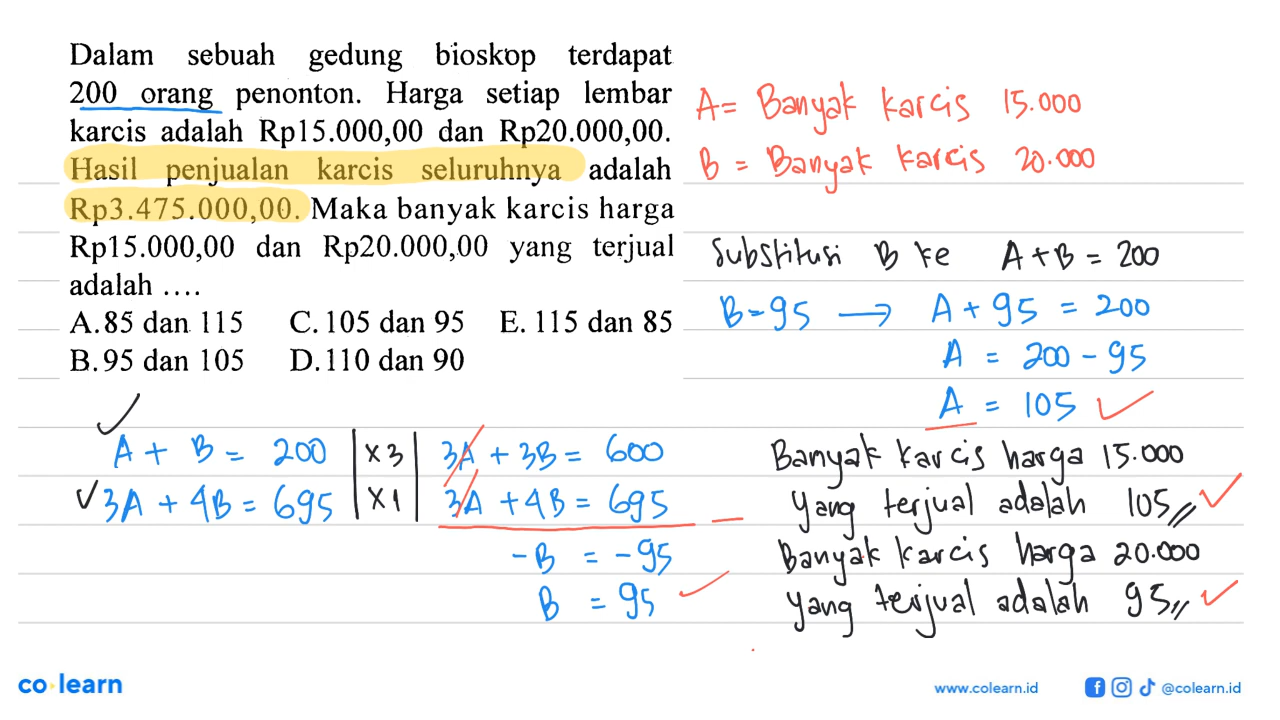 Dalam sebuah gedung bioskop terdapat
200 orang penonton. Harga setiap lembar
karcis adalah Rp15.000,00 dan Rp20.000,00.
Hasil penjualan karcis seluruhnya adalah
Rp3.475.000,00. Maka banyak karcis harga
Rp15.000,00 dan Rp20.000,00 yang terjual
adalah ....
A. 85 dan 115 C. 105 dan 95 E. 115 dan 85
B. 95 dan 105 D. 110 dan 90
A = Banyak karcis 15.000
B = Banyak karcis 20.000
Substitusi B ke A + B = 200
B = 95 → A + 95 = 200
A = 200 - 95
A = 105 ✓
✓ A + B = 200 | x 3 | 3A + 3B = 600
✓ 3A + 4B = 695 | x 1 | 3A + 4B = 695 -
-B = -95
B = 95 ✓
Banyak karcis harga 15.000
yang terjual adalah 105 // ✓
Banyak karcis harga 20.000
yang terjual adalah 95 // ✓
co learn
www.colearn.id
@colearn.id